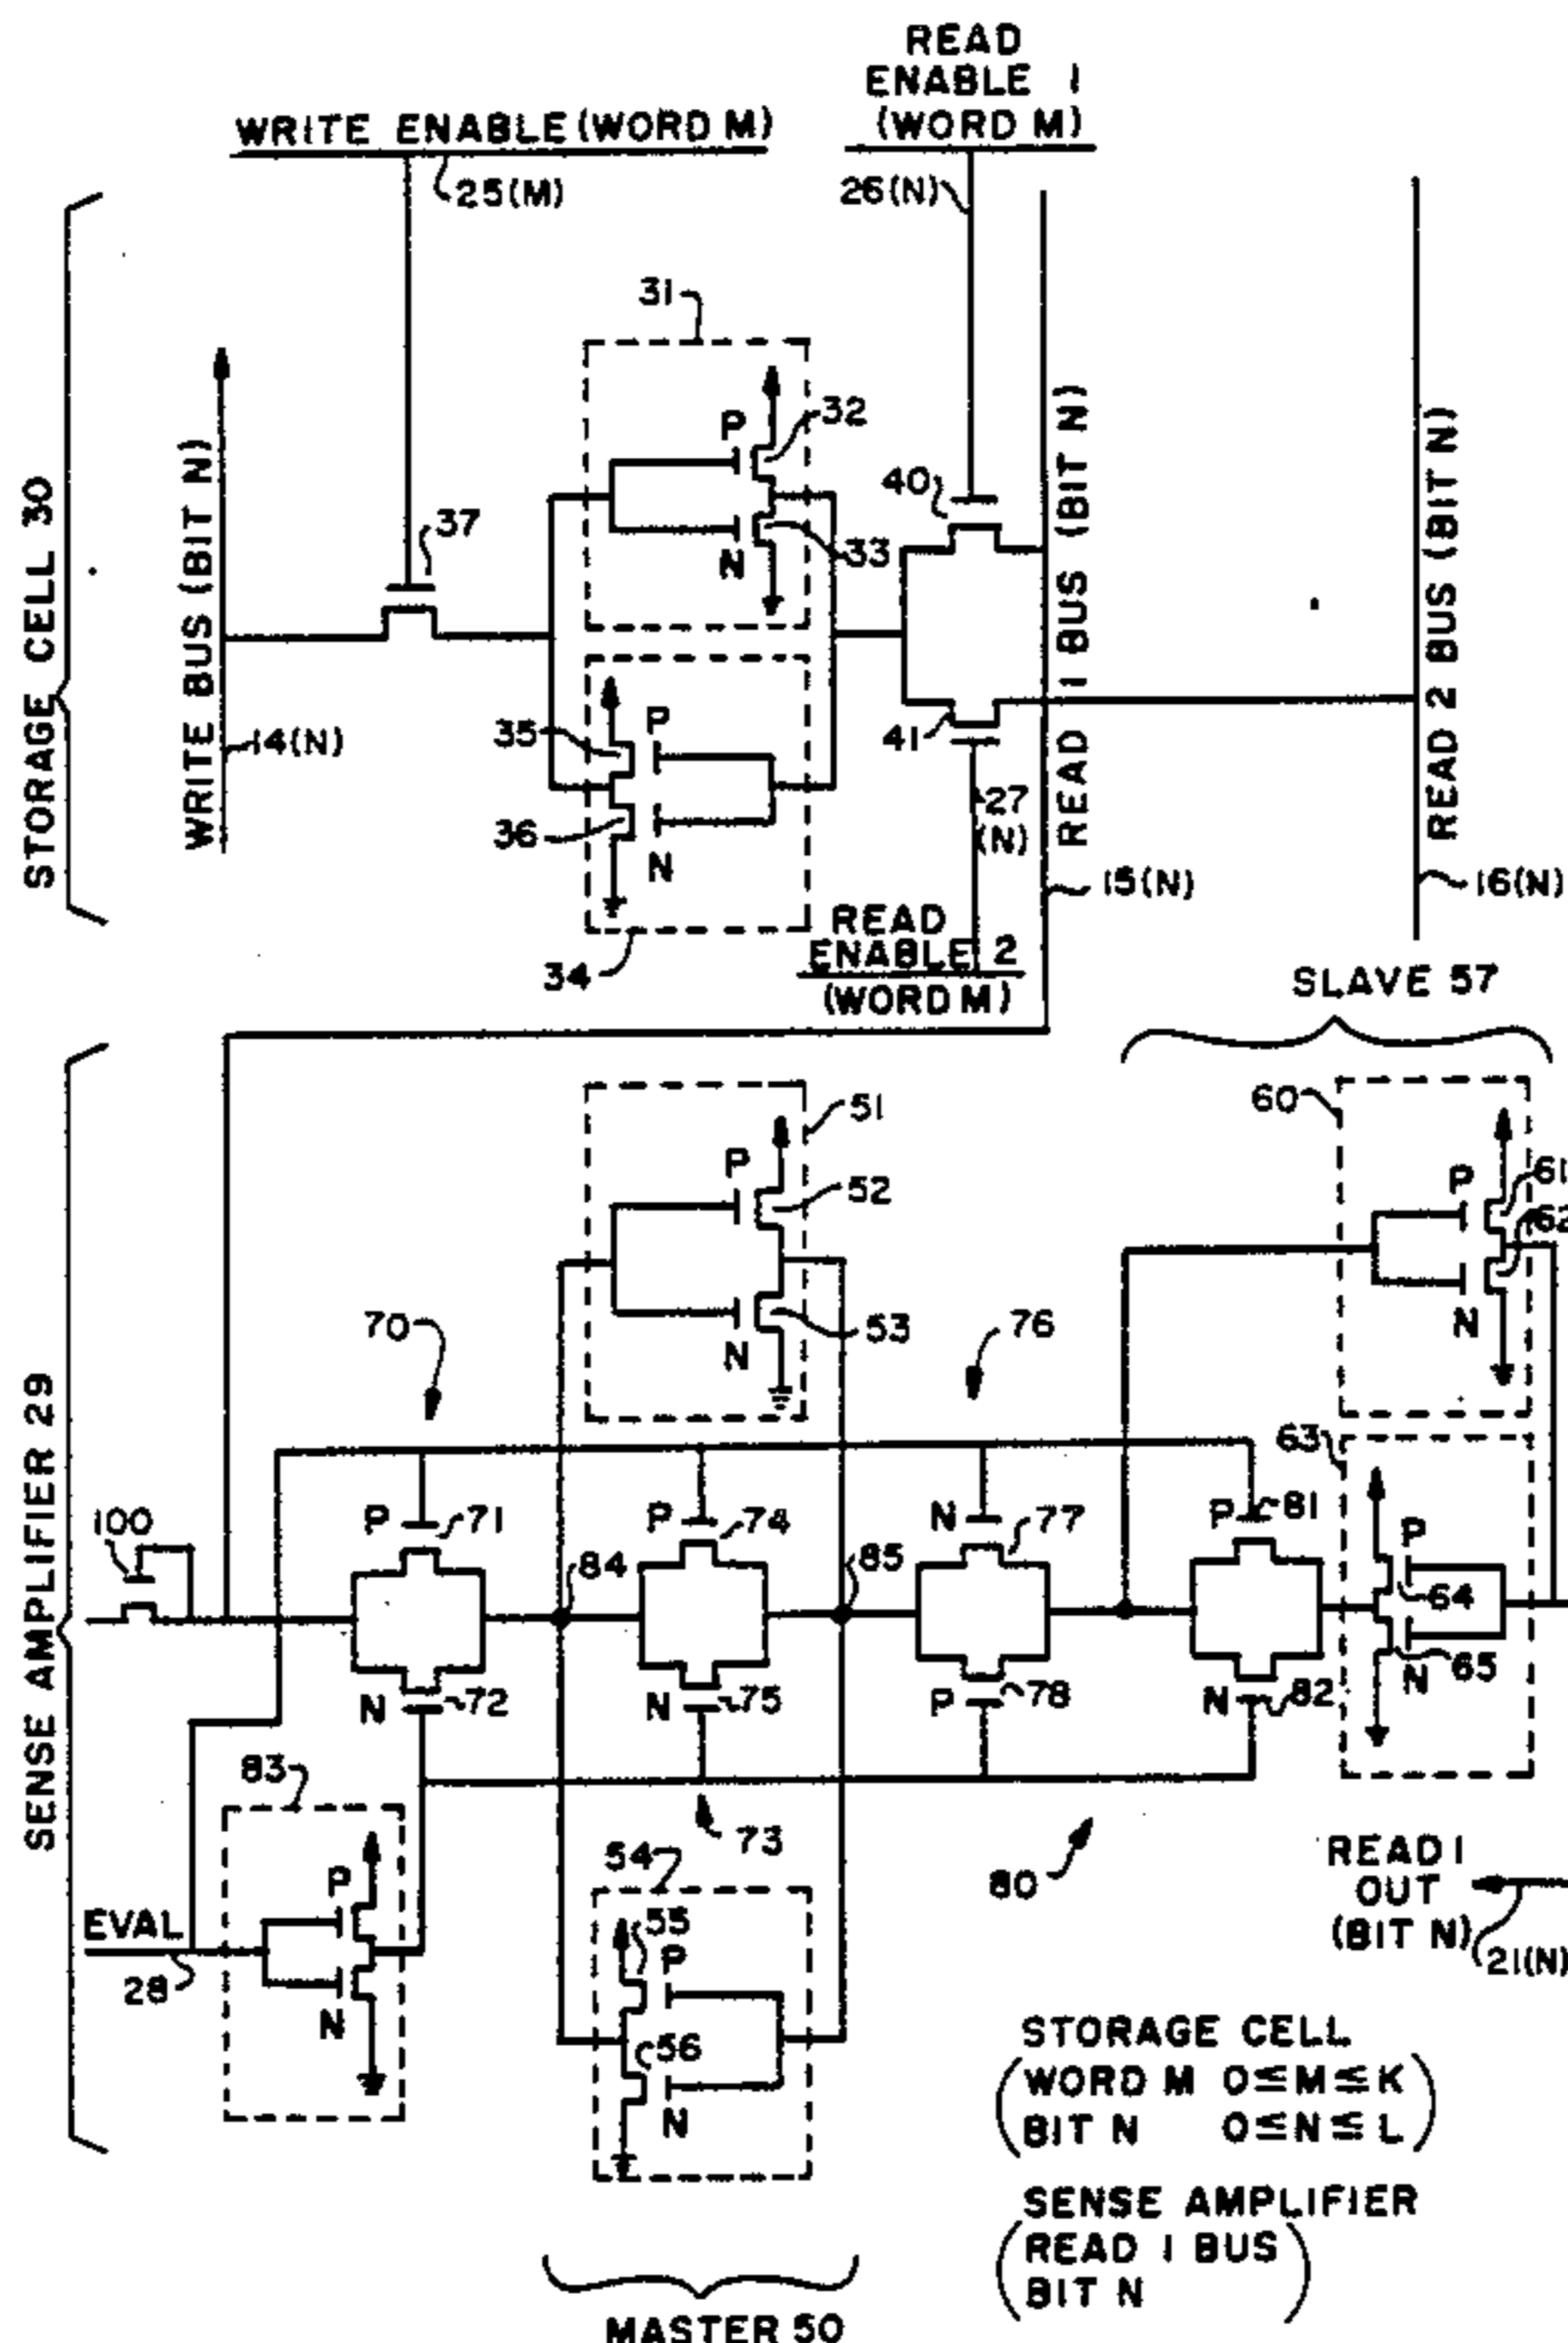 READ
ENABLE 1
(WORD M)
WRITE ENABLE (WORD M)
25(M)
26(N)
STORAGE CELL 30
WRITE BUS (BIT N)
14(N)
37
31
P
32
33
N
35
P
36
N
34
40
41
27
(N)
READ 1 BUS (BIT N)
15(N)
READ 2 BUS (BIT N)
16(N)
READ
ENABLE 2
(WORD M)
SLAVE 57
SENSE AMPLIFIER 29
51
P
52
53
N
60
P
61
62
N
70
76
63
100
P
71
P
74
N
77
P
81
84
85
P
64
65
N
N
72
N
75
P
78
N
82
83
73
80
P
N
EVAL
28
54
55
P
56
N
READ 1
OUT
(BIT N)
21(N)
STORAGE CELL
(WORD M 0≦M≦K
BIT N 0≦N≦L)
SENSE AMPLIFIER
(READ 1 BUS
BIT N)
MASTER 50